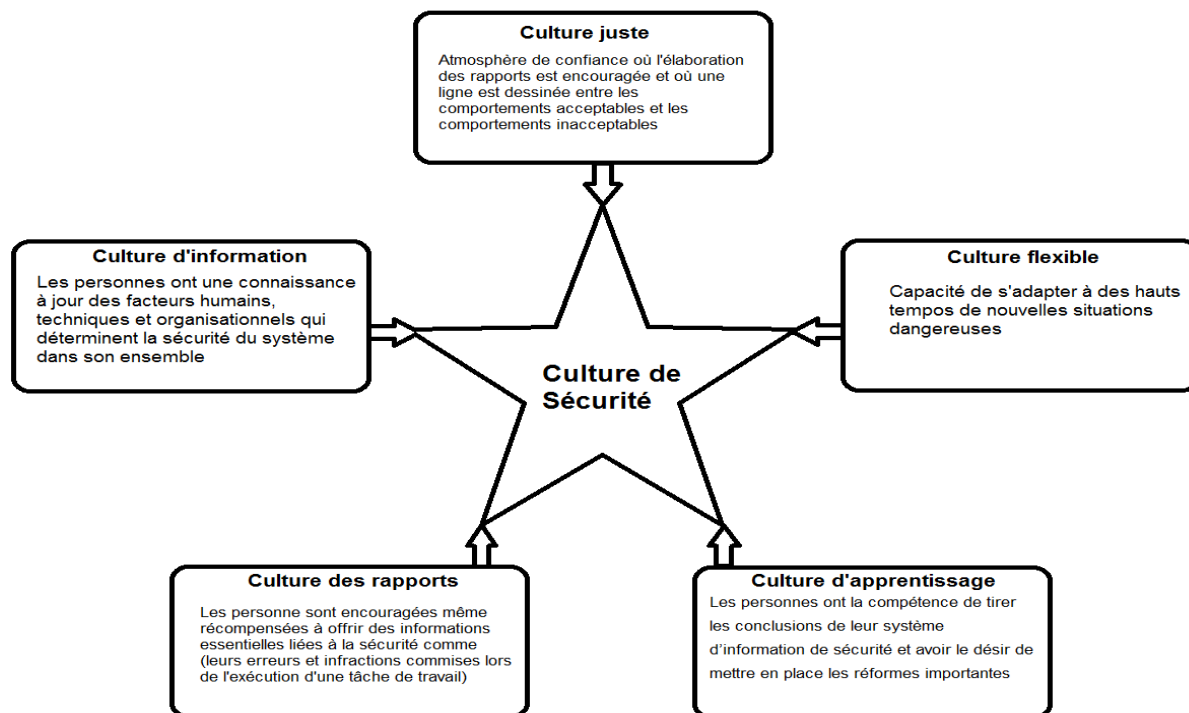 Culture juste
Atmosphère de confiance où l'élaboration
des rapports est encouragée et où une
ligne est dessinée entre les
comportements acceptables et les
comportements inacceptables
Culture d'information
Les personnes ont une connaissance
à jour des facteurs humains,
techniques et organisationnels qui
déterminent la sécurité du système
dans son ensemble
Culture flexible
Capacité de s'adapter à des hauts
tempos de nouvelles situations
dangereuses
Culture de
Sécurité
Culture des rapports
Les personne sont encouragées même
récompensées à offrir des informations
essentielles liées à la sécurité comme
(leurs erreurs et infractions commises lors
de l'exécution d'une tâche de travail)
Culture d'apprentissage
Les personnes ont la compétence de tirer
les conclusions de leur système
d’information de sécurité et avoir le désir de
mettre en place les réformes importantes